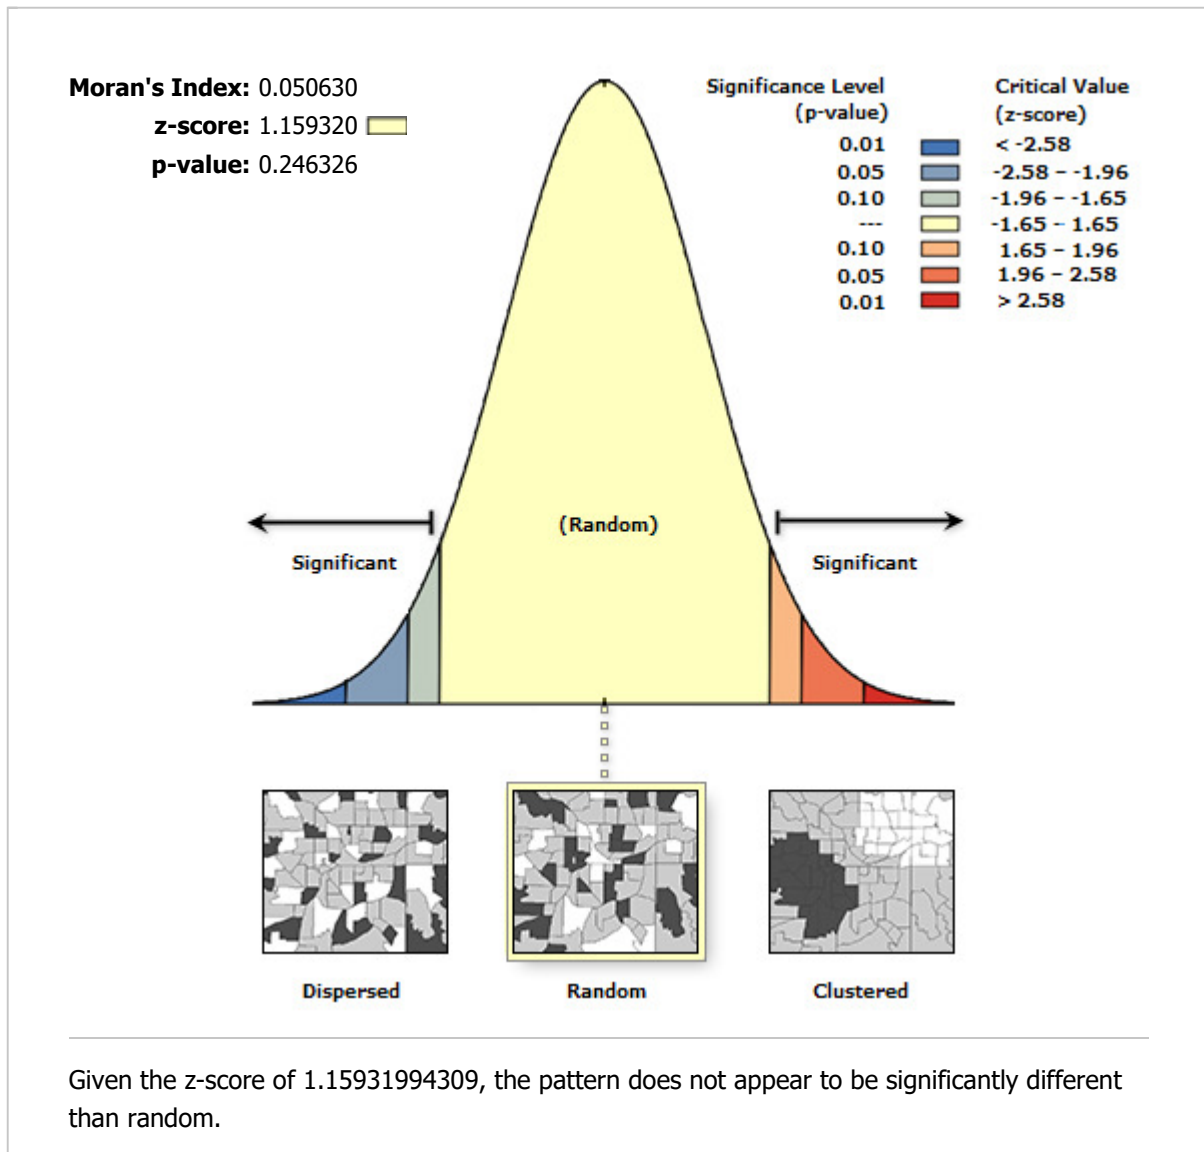 Moran's Index: 0.050630
z-score: 1.159320
p-value: 0.246326
Significance Level
(p-value)
Critical Value
(z-score)
0.01 < -2.58
0.05 -2.58 – -1.96
0.10 -1.96 – -1.65
--- -1.65 – 1.65
0.10 1.65 – 1.96
0.05 1.96 – 2.58
0.01 > 2.58
(Random)
Significant
Significant
Dispersed
Random
Clustered
Given the z-score of 1.15931994309, the pattern does not appear to be significantly different
than random.